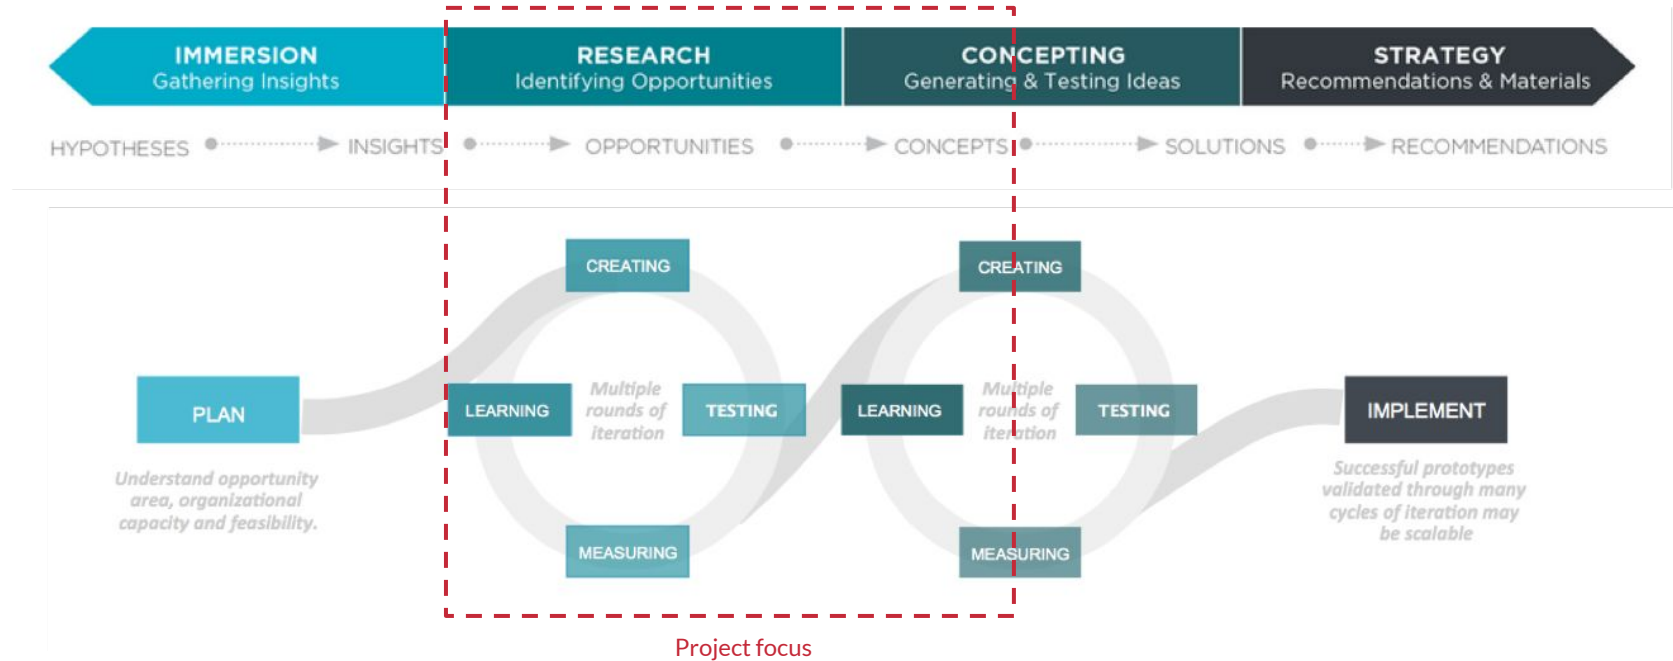 IMMERSION
Gathering Insights
RESEARCH
Identifying Opportunities
CONCEPTING
Generating & Testing Ideas
STRATEGY
Recommendations & Materials
HYPOTHESES
INSIGHTS
OPPORTUNITIES
CONCEPTS
SOLUTIONS
RECOMMENDATIONS
PLAN
Understand opportunity
area, organizational
capacity and feasibility.
CREATING
LEARNING
Multiple
rounds of
iteration
TESTING
MEASURING
CREATING
LEARNING
Multiple
rounds of
iteration
TESTING
MEASURING
IMPLEMENT
Successful prototypes
validated through many
cycles of iteration may
be scalable
Project focus